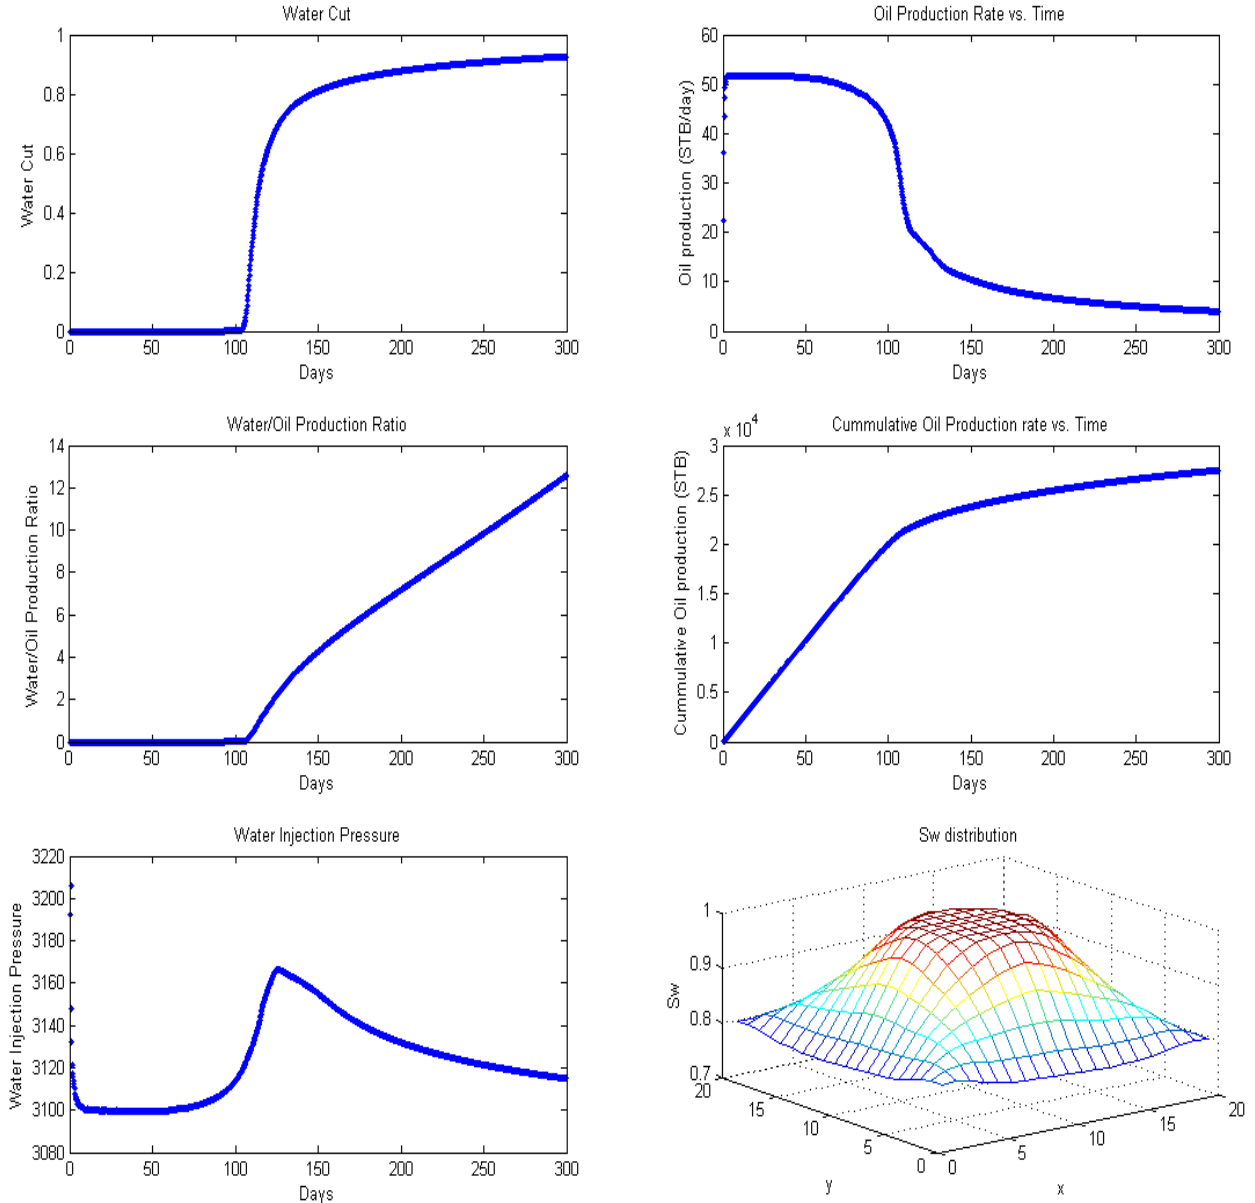 Water Cut
1
0.8
0.6
0.4
0.2
0
Water Cut
0 50 100 150 200 250 300
Days
Oil Production Rate vs. Time
60
50
40
30
20
10
0
Oil production (STB/day)
0 50 100 150 200 250 300
Days
Water/Oil Production Ratio
14
12
10
8
6
4
2
0
Water/Oil Production Ratio
0 50 100 150 200 250 300
Days
Cummulative Oil Production rate vs. Time
x 10^4
3
2.5
2
1.5
1
0.5
0
Cummulative Oil production (STB)
0 50 100 150 200 250 300
Days
Water Injection Pressure
3220
3200
3180
3160
3140
3120
3100
3080
Water Injection Pressure
0 50 100 150 200 250 300
Days
Sw distribution
1
0.9
0.8
0.7
Sw
20 15 10 5 0
y
0 5 10 15 20
x